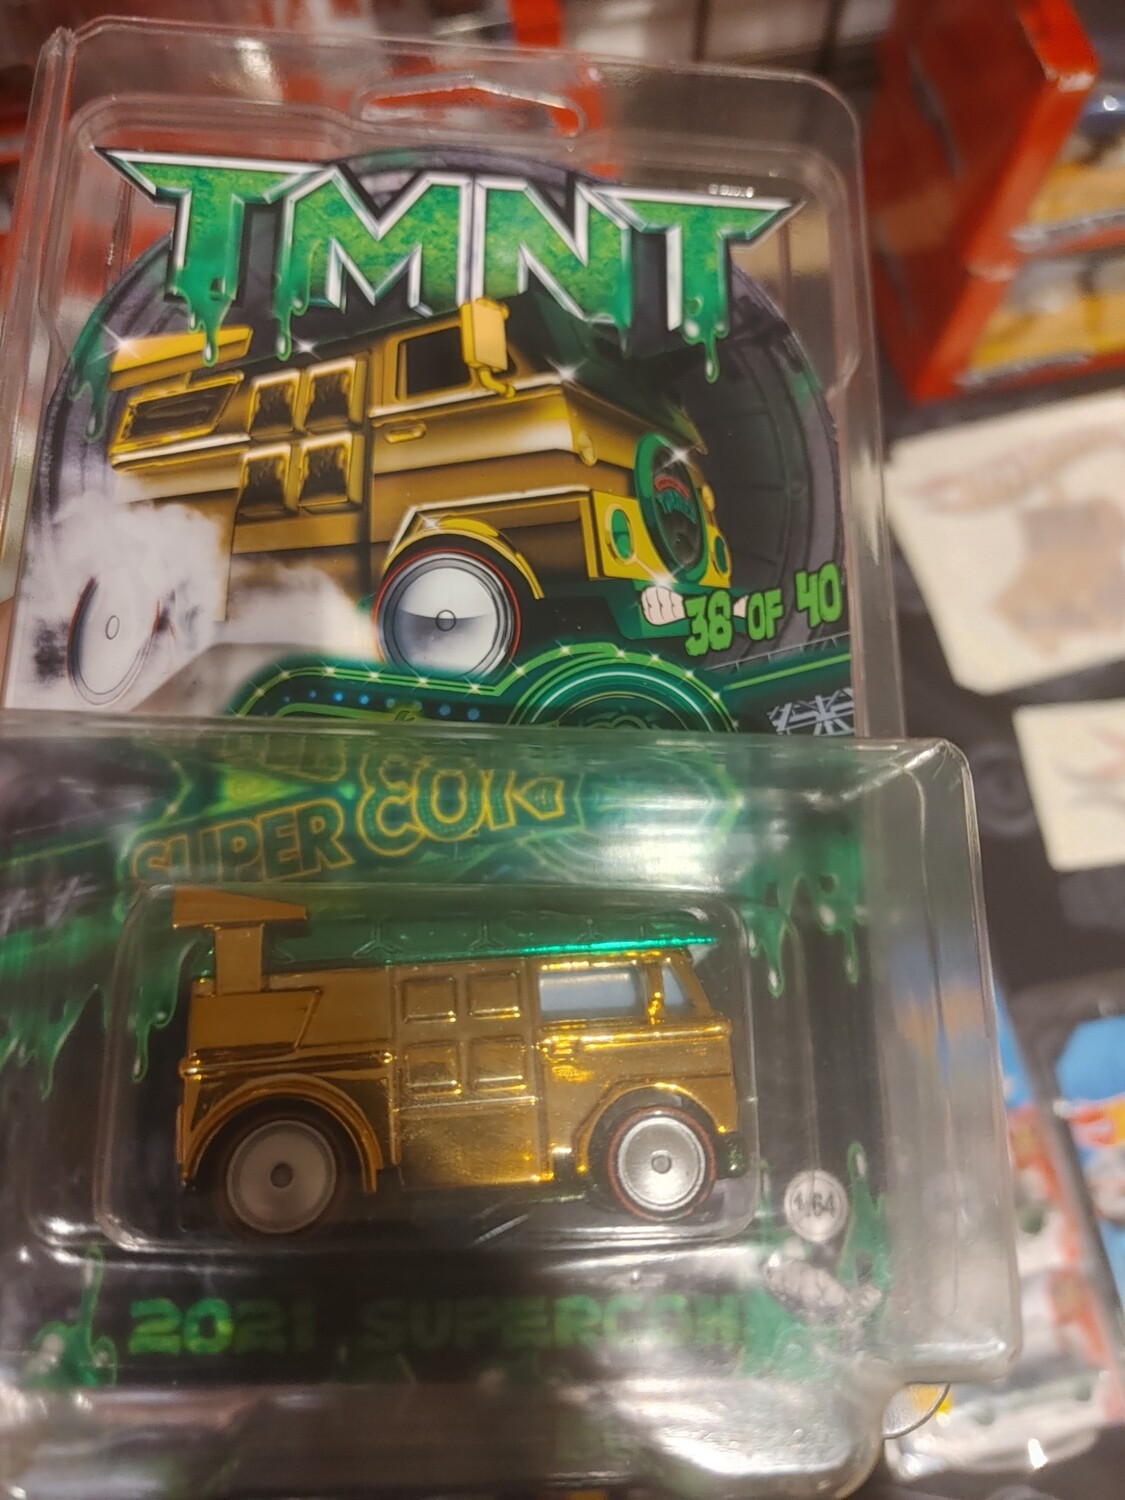 TMNT
38 OF 40
SUPER CON
1/64
2021 SUPERCON